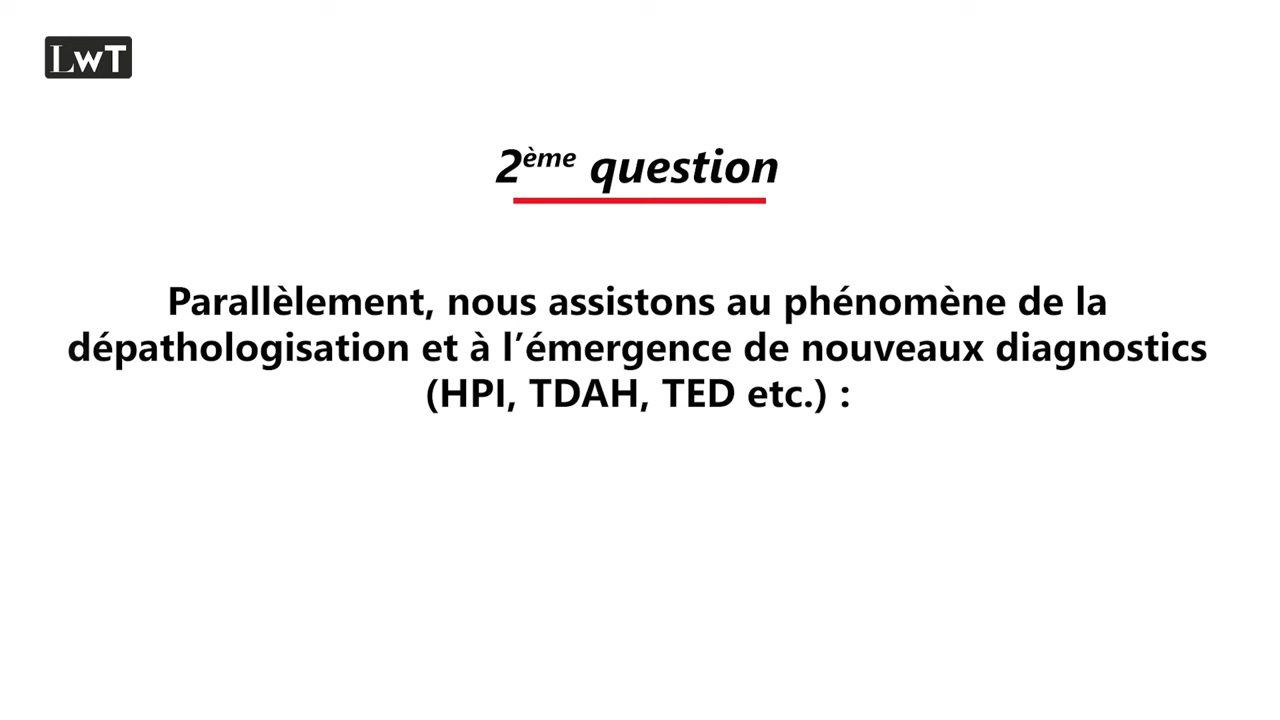 LwT
2ème question
Parallèlement, nous assistons au phénomène de la
dépathologisation et à l’émergence de nouveaux diagnostics
(HPI, TDAH, TED etc.) :